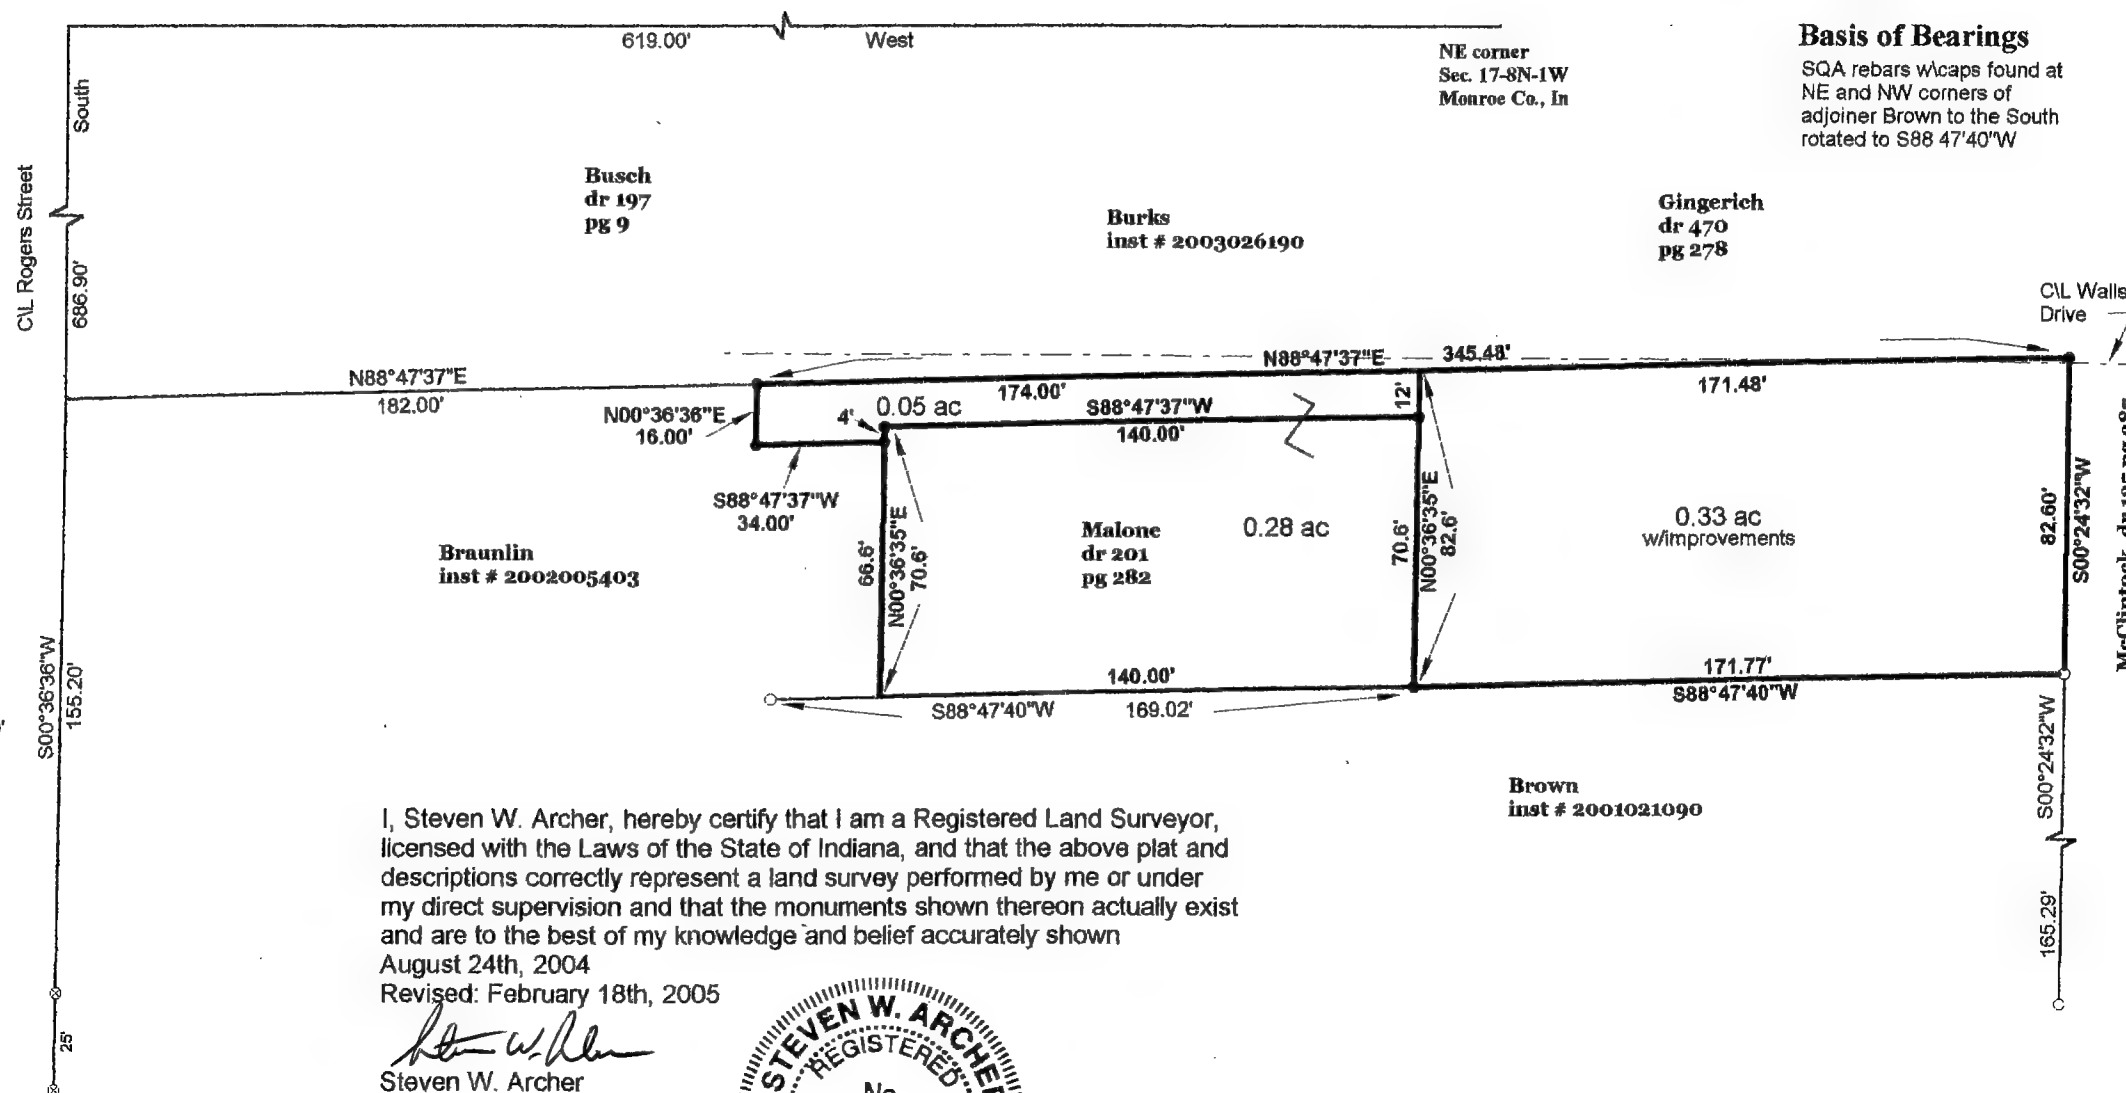 619.00'
West
NE corner
Sec. 17-8N-1W
Monroe Co., In
Basis of Bearings
SQA rebars w\caps found at
NE and NW corners of
adjoiner Brown to the South
rotated to S88 47'40"W
South
C\L Rogers Street
686.90'
Busch
dr 197
pg 9
Burks
inst # 2003026190
Gingerich
dr 470
pg 278
C\L Walls
Drive
N88°47'37"E
182.00'
N88°47'37"E
345.48'
174.00'
171.48'
N00°36'36"E
16.00'
4'
0.05 ac
S88°47'37"W
140.00'
12'
S88°47'37"W
34.00'
Braunlin
inst # 2002005403
66.6'
N00°36'35"E
70.6'
Malone
dr 201
pg 282
0.28 ac
70.6'
N00°36'35"E
82.6'
0.33 ac
w/improvements
82.60'
S00°24'32"W
140.00'
S88°47'40"W
169.02'
171.77'
S88°47'40"W
S00°36'36"W
155.20'
S00°24'32"W
165.29'
Brown
inst # 2001021090
I, Steven W. Archer, hereby certify that I am a Registered Land Surveyor,
licensed with the Laws of the State of Indiana, and that the above plat and
descriptions correctly represent a land survey performed by me or under
my direct supervision and that the monuments shown thereon actually exist
and are to the best of my knowledge and belief accurately shown
August 24th, 2004
Revised: February 18th, 2005
Steven W. Archer
25'
STEVEN W. ARCHER
REGISTERED
No